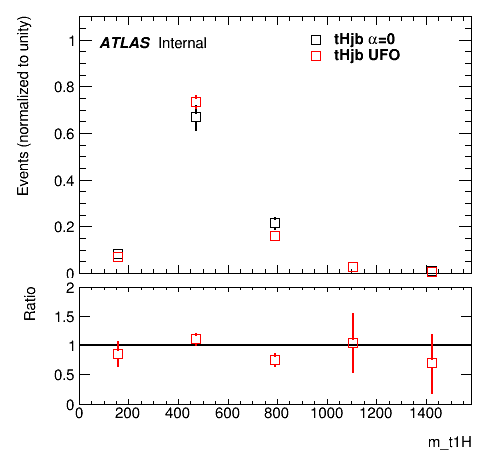 ATLAS Internal
tHjb α=0
tHjb UFO
Events (normalized to unity)
1
0.8
0.6
0.4
0.2
0
Ratio
2
1.5
1
0.5
0
0 200 400 600 800 1000 1200 1400
m_t1H